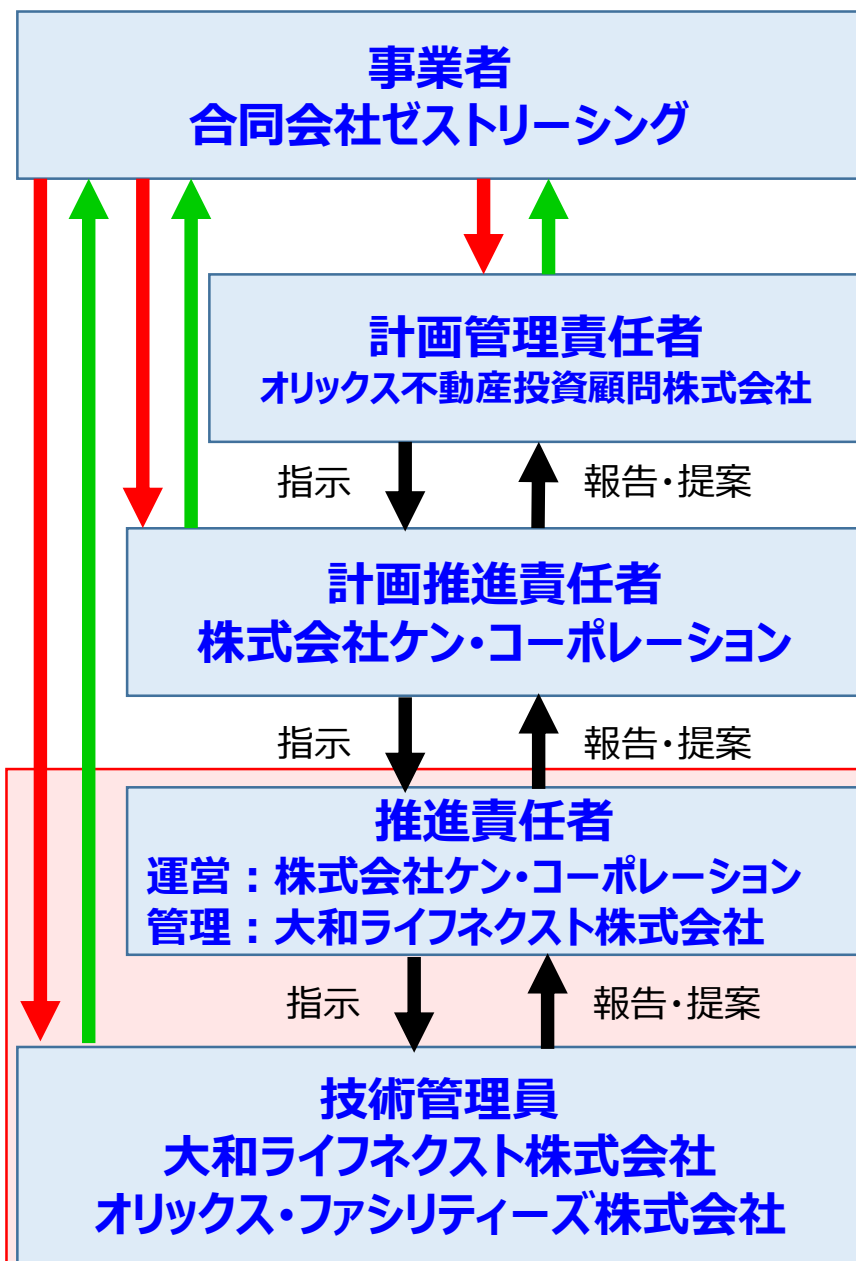 事業者
合同会社ゼストリーシング
計画管理責任者
オリックス不動産投資顧問株式会社
指示
報告・提案
計画推進責任者
株式会社ケン・コーポレーション
指示
報告・提案
推進責任者
運営：株式会社ケン・コーポレーション
管理：大和ライフネクスト株式会社
指示
報告・提案
技術管理員
大和ライフネクスト株式会社
オリックス・ファシリティーズ株式会社